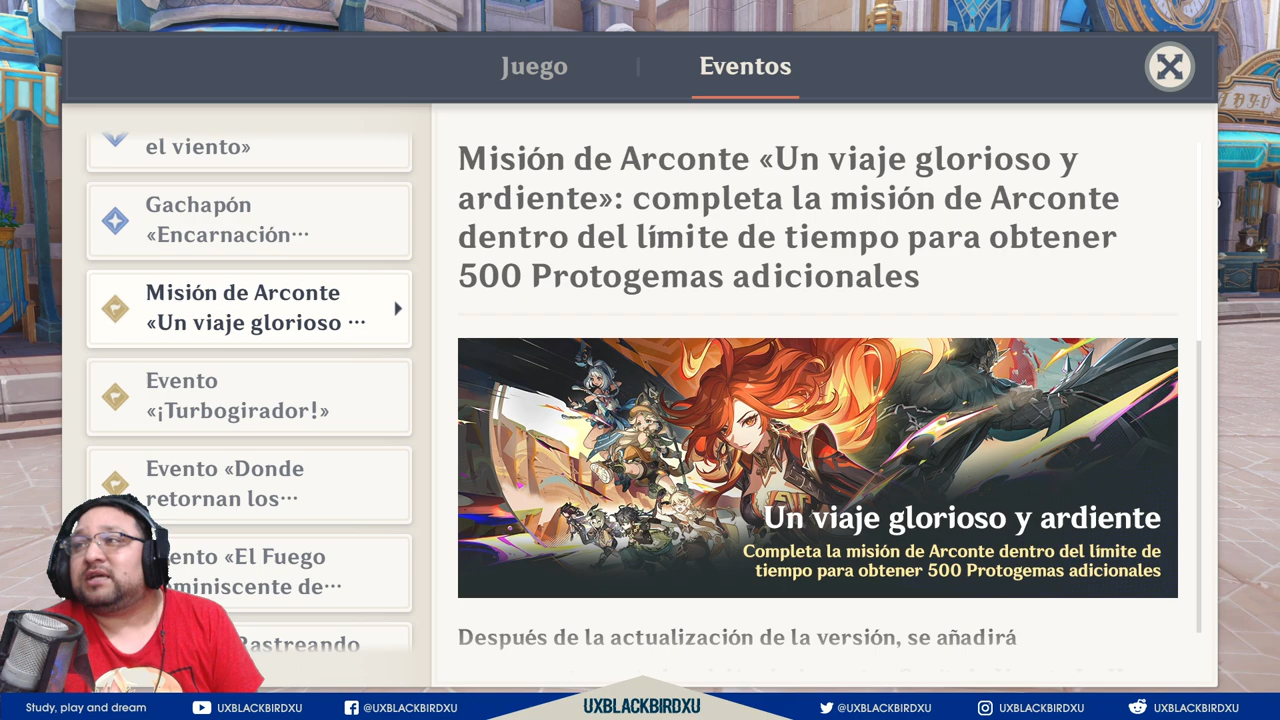 Juego
Eventos
el viento»
Gachapón
«Encarnación···
Misión de Arconte
«Un viaje glorioso ···
Evento
«¡Turbogirador!»
Evento «Donde
retornan los···
ento «El Fuego
miniscente de···
Rastreando
Misión de Arconte «Un viaje glorioso y
ardiente»: completa la misión de Arconte
dentro del límite de tiempo para obtener
500 Protogemas adicionales
Un viaje glorioso y ardiente
Completa la misión de Arconte dentro del límite de
tiempo para obtener 500 Protogemas adicionales
Después de la actualización de la versión, se añadirá
Study, play and dream
UXBLACKBIRDXU
@UXBLACKBIRDXU
UXBLACKBIRDXU
@UXBLACKBIRDXU
UXBLACKBIRDXU
UXBLACKBIRDXU